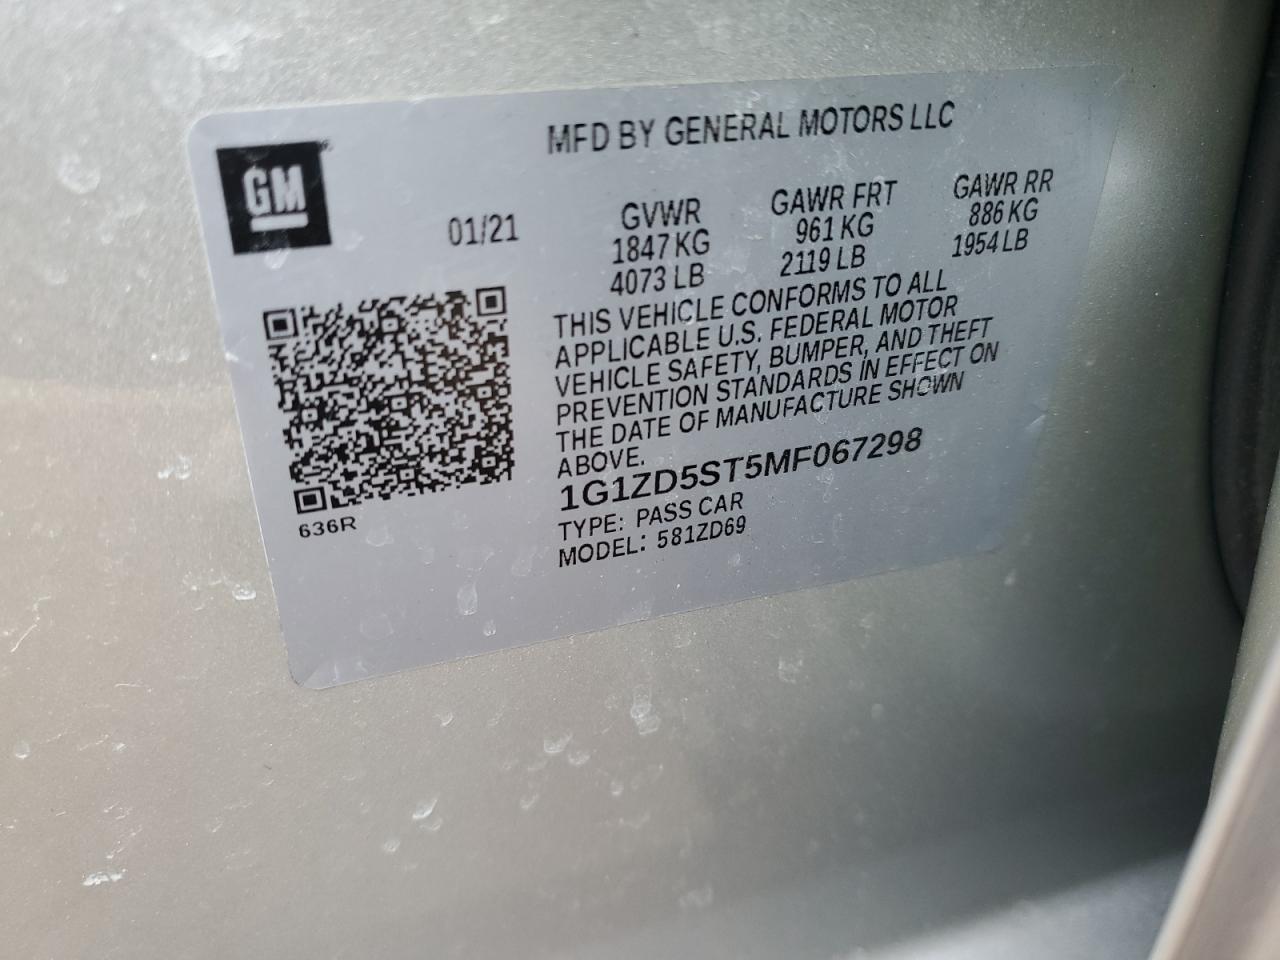 GM
MFD BY GENERAL MOTORS LLC
01/21
GVWR GAWR FRT GAWR RR
1847 KG 961 KG 886 KG
4073 LB 2119 LB 1954 LB
THIS VEHICLE CONFORMS TO ALL
APPLICABLE U.S. FEDERAL MOTOR
VEHICLE SAFETY, BUMPER, AND THEFT
PREVENTION STANDARDS IN EFFECT ON
THE DATE OF MANUFACTURE SHOWN
ABOVE.
1G1ZD5ST5MF067298
TYPE: PASS CAR
MODEL: 581ZD69
636R